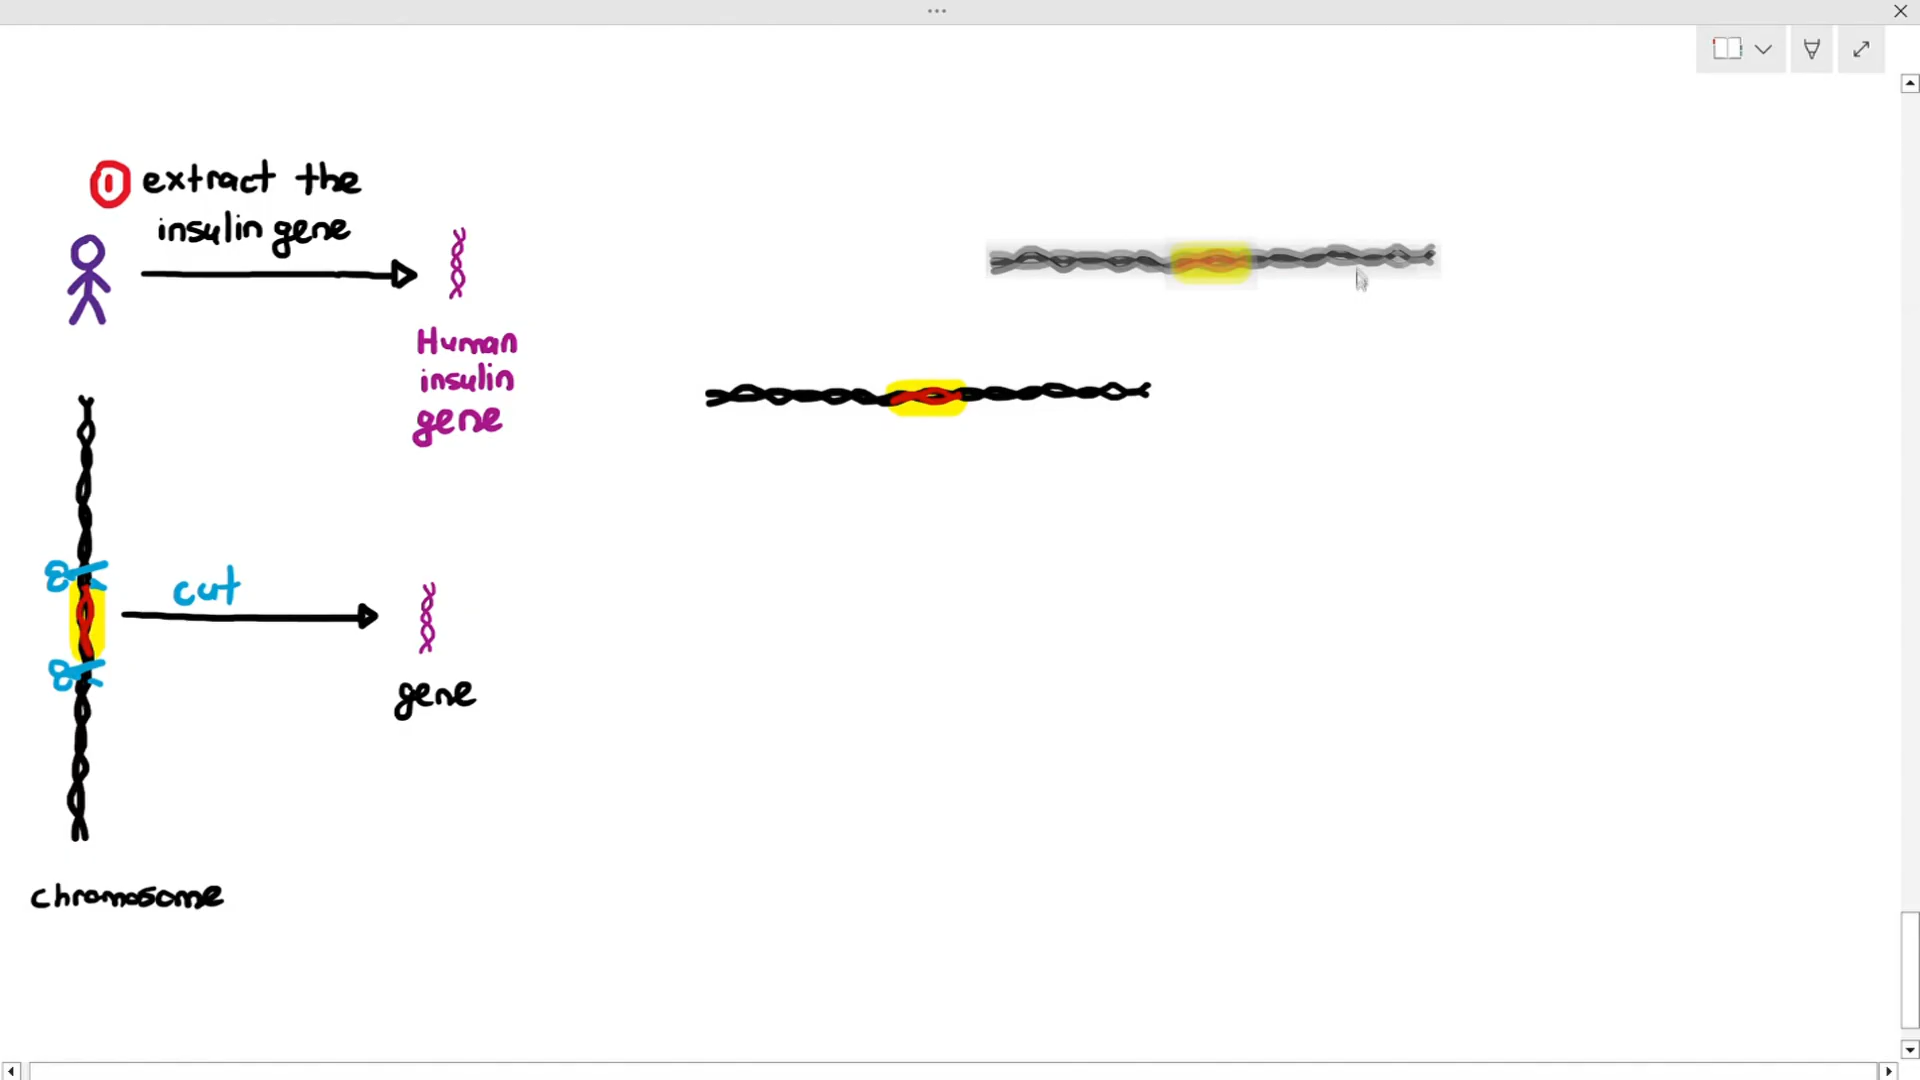 1 extract the
insulin gene
Human
insulin
gene
cut
gene
chromosome